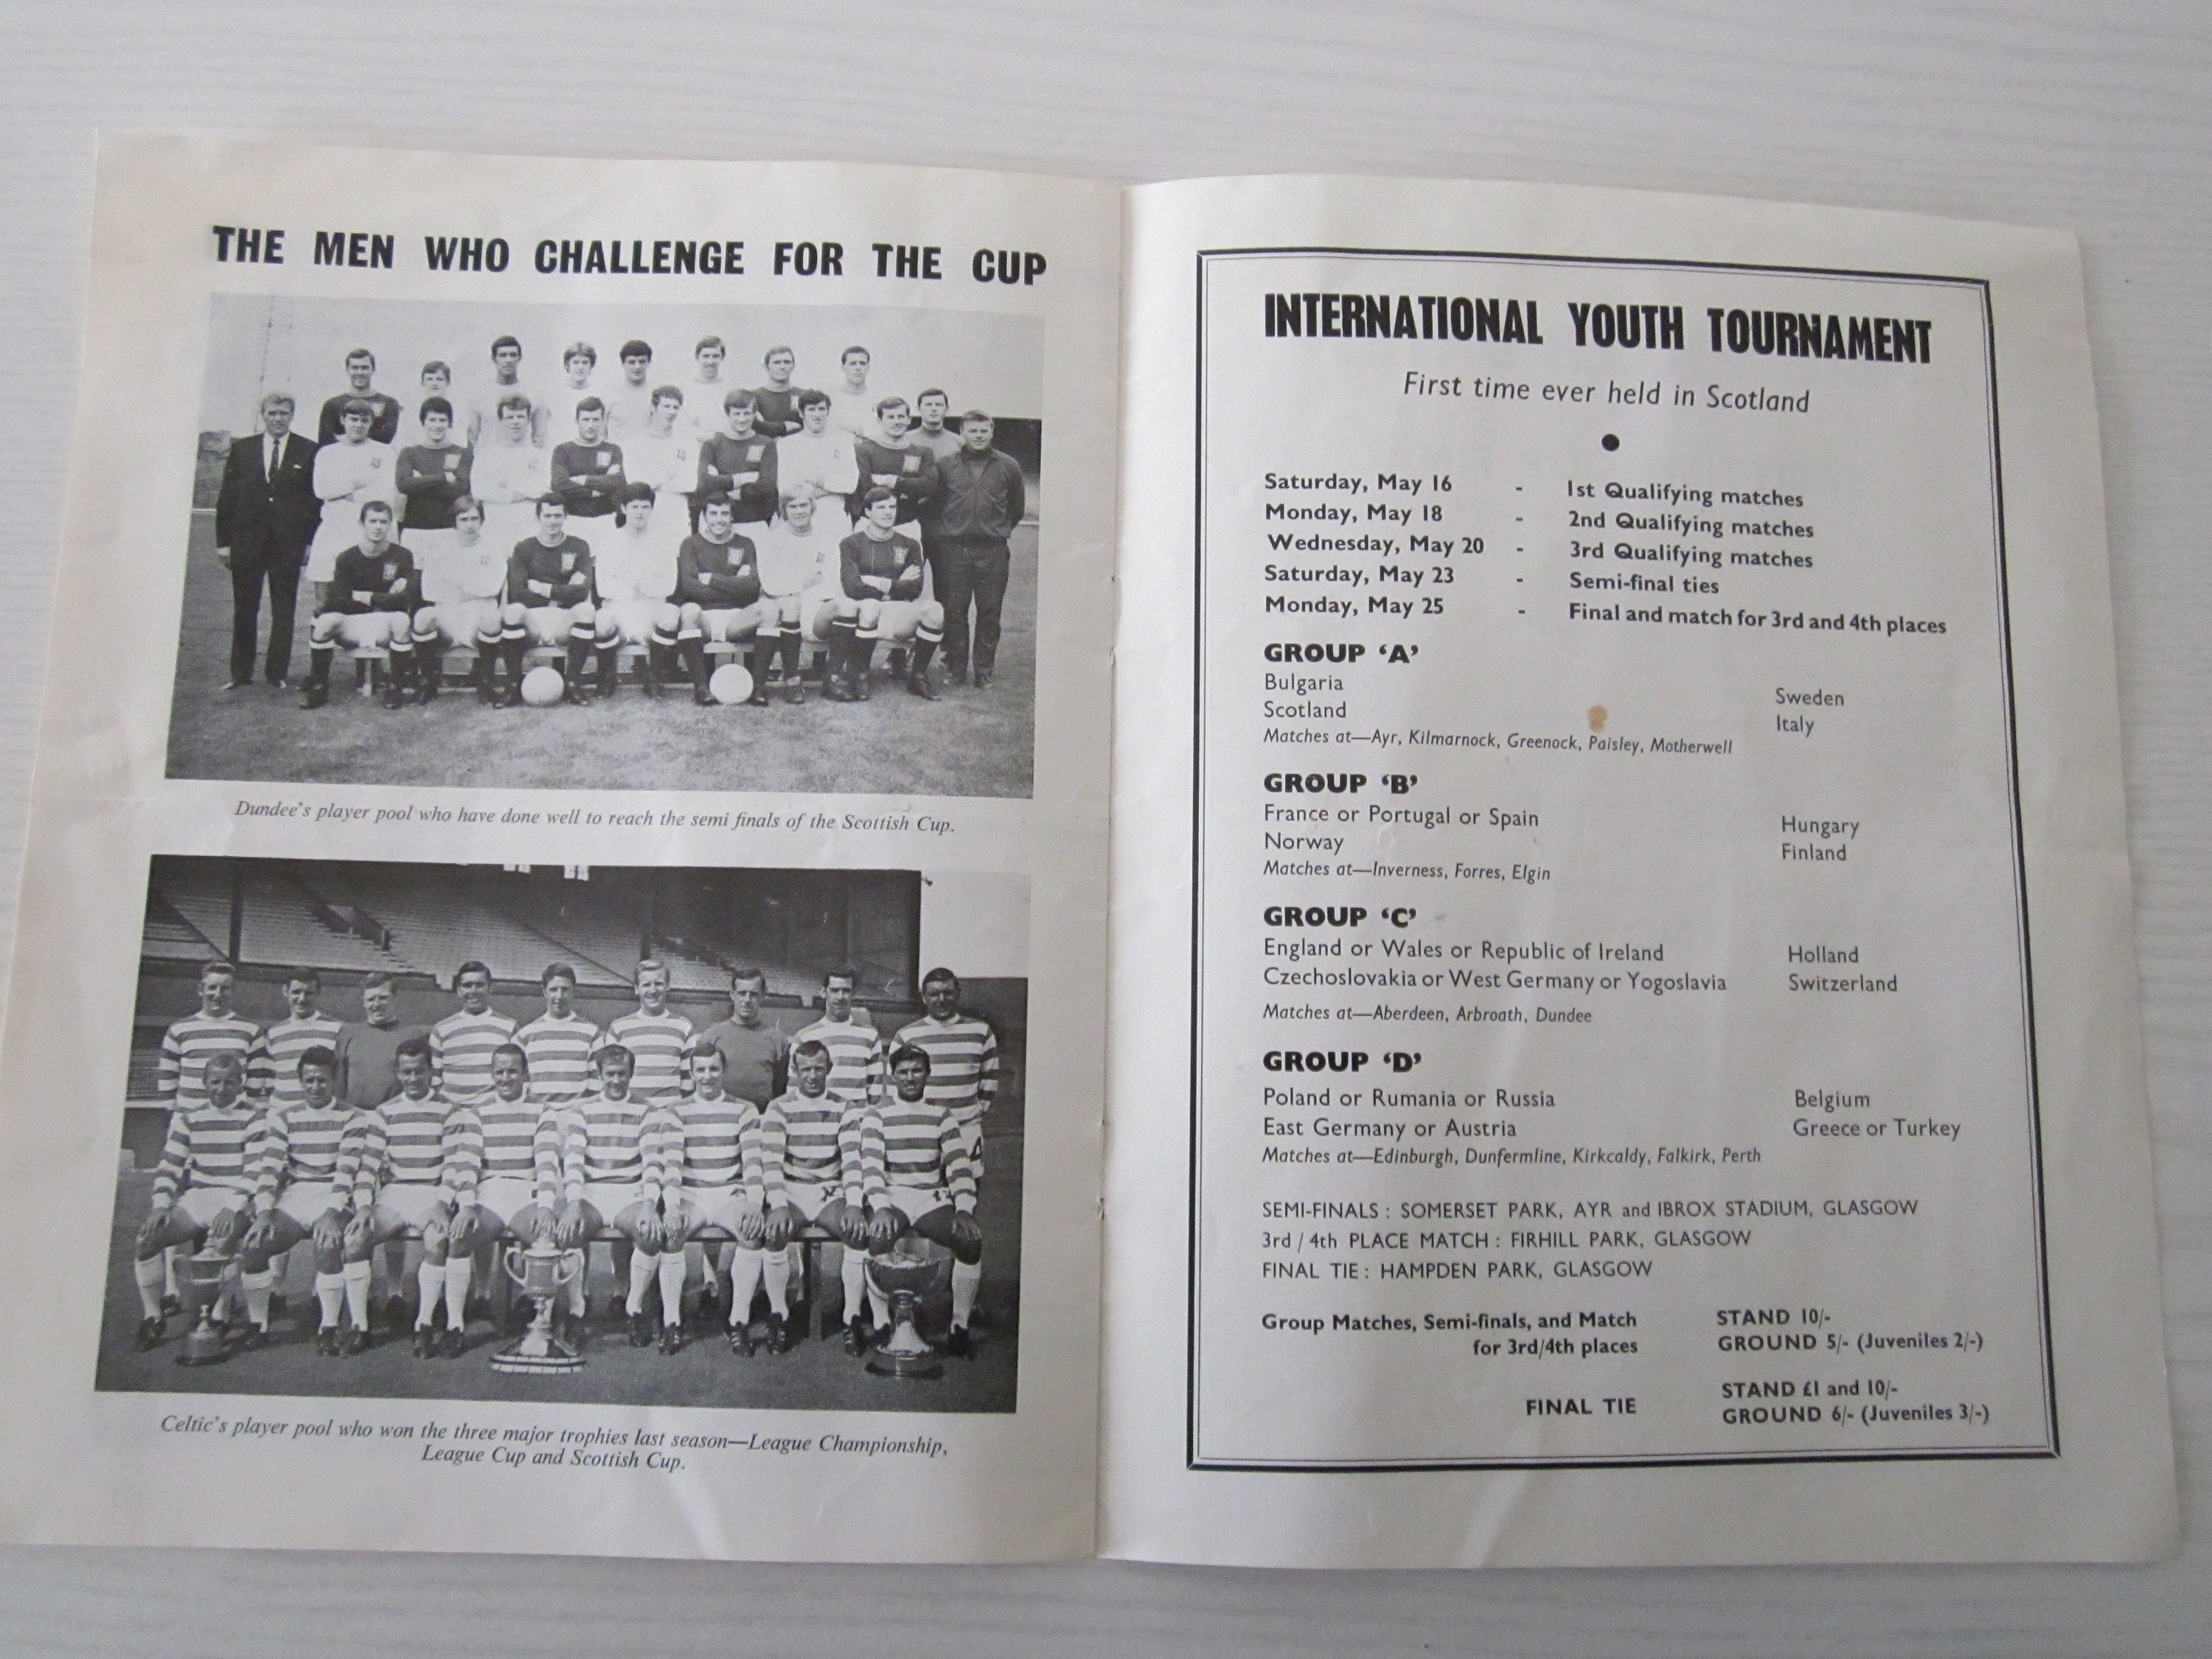 THE MEN WHO CHALLENGE FOR THE CUP
Dundee's player pool who have done well to reach the semi finals of the Scottish Cup.
Celtic's player pool who won the three major trophies last season—League Championship,
League Cup and Scottish Cup.
INTERNATIONAL YOUTH TOURNAMENT
First time ever held in Scotland
Saturday, May 16 - 1st Qualifying matches
Monday, May 18 - 2nd Qualifying matches
Wednesday, May 20 - 3rd Qualifying matches
Saturday, May 23 - Semi-final ties
Monday, May 25 - Final and match for 3rd and 4th places
GROUP 'A'
Bulgaria Sweden
Scotland Italy
Matches at—Ayr, Kilmarnock, Greenock, Paisley, Motherwell
GROUP 'B'
France or Portugal or Spain Hungary
Norway Finland
Matches at—Inverness, Forres, Elgin
GROUP 'C'
England or Wales or Republic of Ireland Holland
Czechoslovakia or West Germany or Yogoslavia Switzerland
Matches at—Aberdeen, Arbroath, Dundee
GROUP 'D'
Poland or Rumania or Russia Belgium
East Germany or Austria Greece or Turkey
Matches at—Edinburgh, Dunfermline, Kirkcaldy, Falkirk, Perth
SEMI-FINALS : SOMERSET PARK, AYR and IBROX STADIUM, GLASGOW
3rd / 4th PLACE MATCH : FIRHILL PARK, GLASGOW
FINAL TIE : HAMPDEN PARK, GLASGOW
Group Matches, Semi-finals, and Match STAND 10/-
for 3rd/4th places GROUND 5/- (Juveniles 2/-)
STAND £1 and 10/-
FINAL TIE GROUND 6/- (Juveniles 3/-)